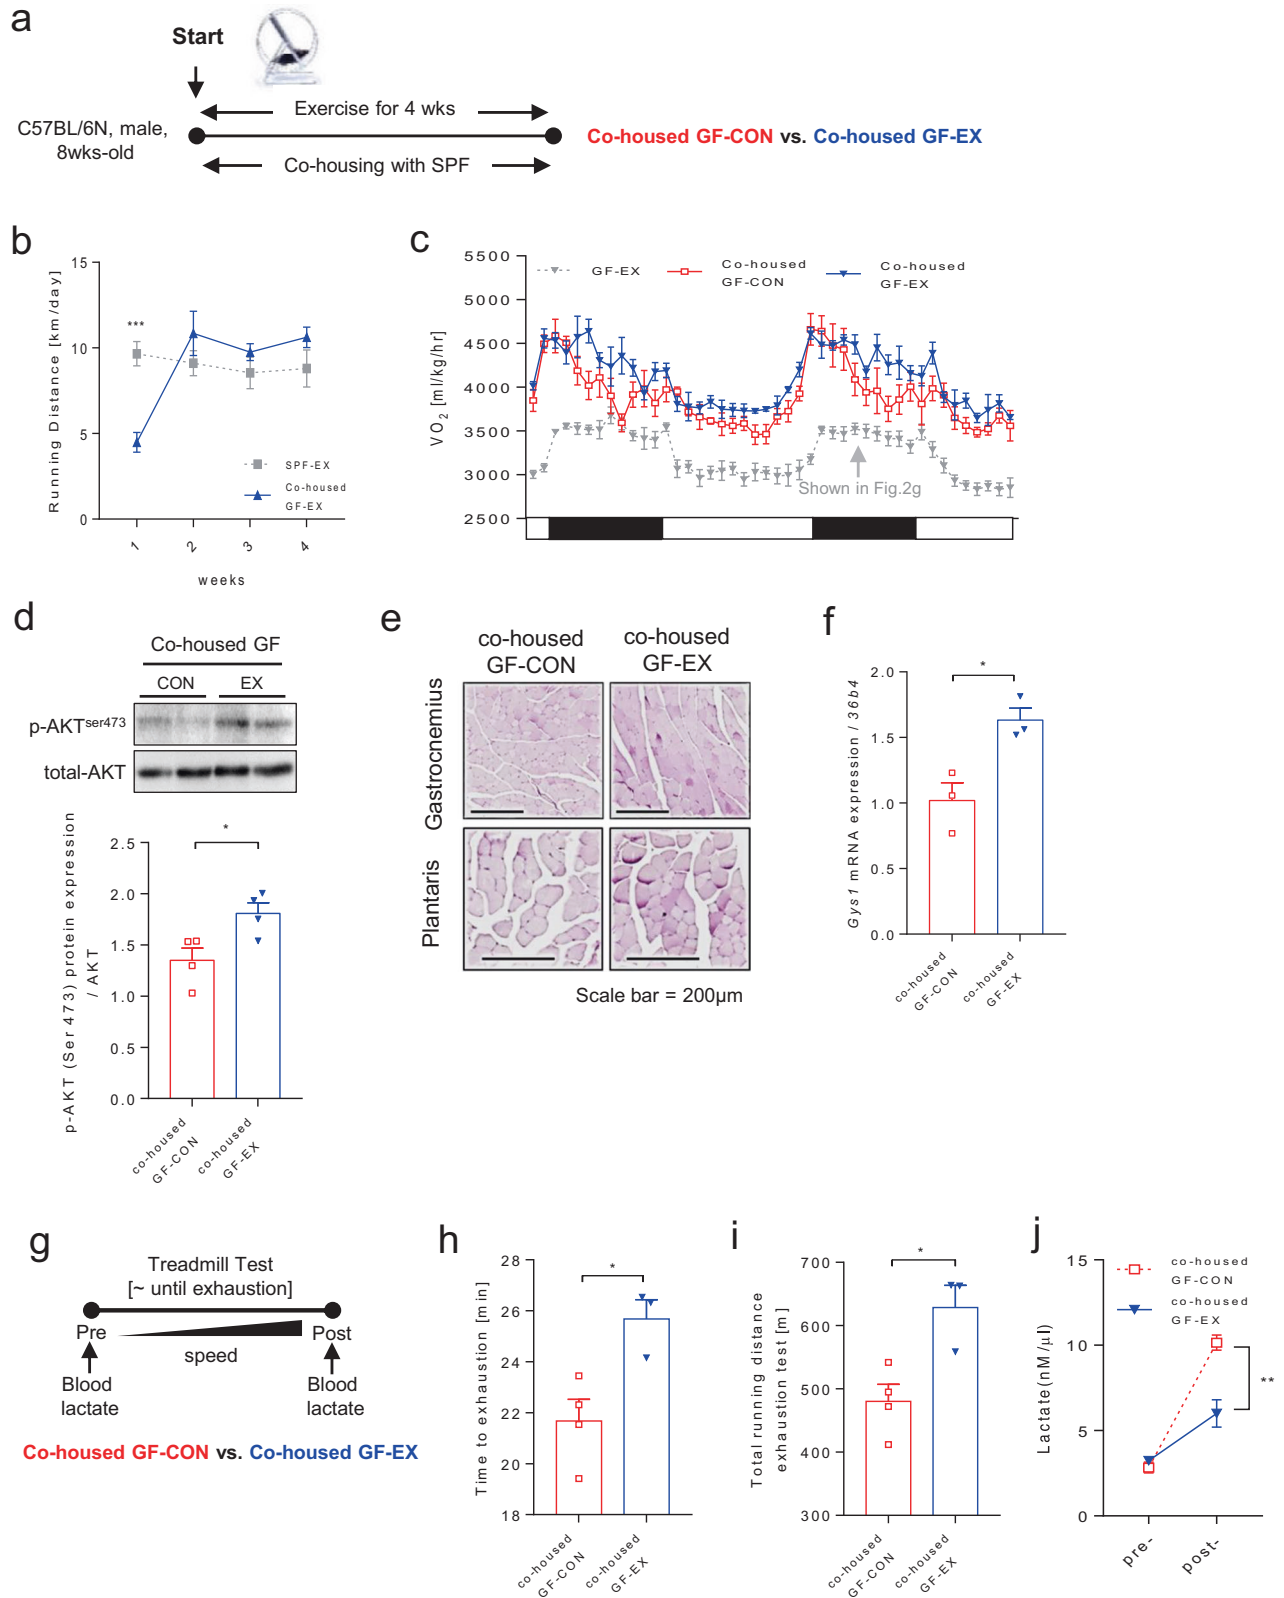 a
Start
Exercise for 4 wks
C57BL/6N, male,
8wks-old
Co-housing with SPF
Co-housed GF-CON vs. Co-housed GF-EX
b
Running Distance [km/day]
15
10
5
0
***
SPF-EX
Co-housed
GF-EX
1
2
3
4
weeks
c
VO2 [ml/kg/hr]
5500
5000
4500
4000
3500
3000
2500
GF-EX
Co-housed
GF-CON
Co-housed
GF-EX
Shown in Fig.2g
d
Co-housed GF
CON
EX
p-AKTser473
total-AKT
p-AKT (Ser 473) protein expression
/ AKT
2.5
2.0
1.5
1.0
0.5
0.0
*
co-housed
GF-CON
co-housed
GF-EX
e
co-housed
GF-CON
co-housed
GF-EX
Gastrocnemius
Plantaris
Scale bar = 200μm
f
Gys1 mRNA expression / 36b4
2.0
1.5
1.0
0.5
0.0
*
co-housed
GF-CON
co-housed
GF-EX
g
Treadmill Test
[~ until exhaustion]
Pre
Post
speed
Blood
lactate
Blood
lactate
Co-housed GF-CON vs. Co-housed GF-EX
h
Time to exhaustion [min]
28
26
24
22
20
18
*
co-housed
GF-CON
co-housed
GF-EX
i
Total running distance
exhaustion test [m]
700
600
500
400
300
*
co-housed
GF-CON
co-housed
GF-EX
j
Lactate(nM/μl)
15
10
5
0
co-housed
GF-CON
co-housed
GF-EX
**
pre-
post-